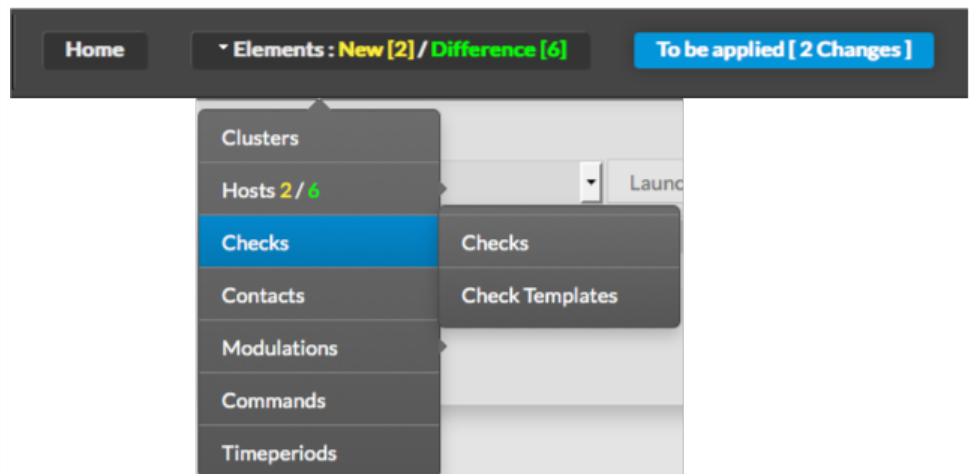 Home
Elements : New [2] / Difference [6]
To be applied [ 2 Changes ]
Clusters
Hosts 2 / 6
Launc
Checks
Checks
Contacts
Check Templates
Modulations
Commands
Timeperiods